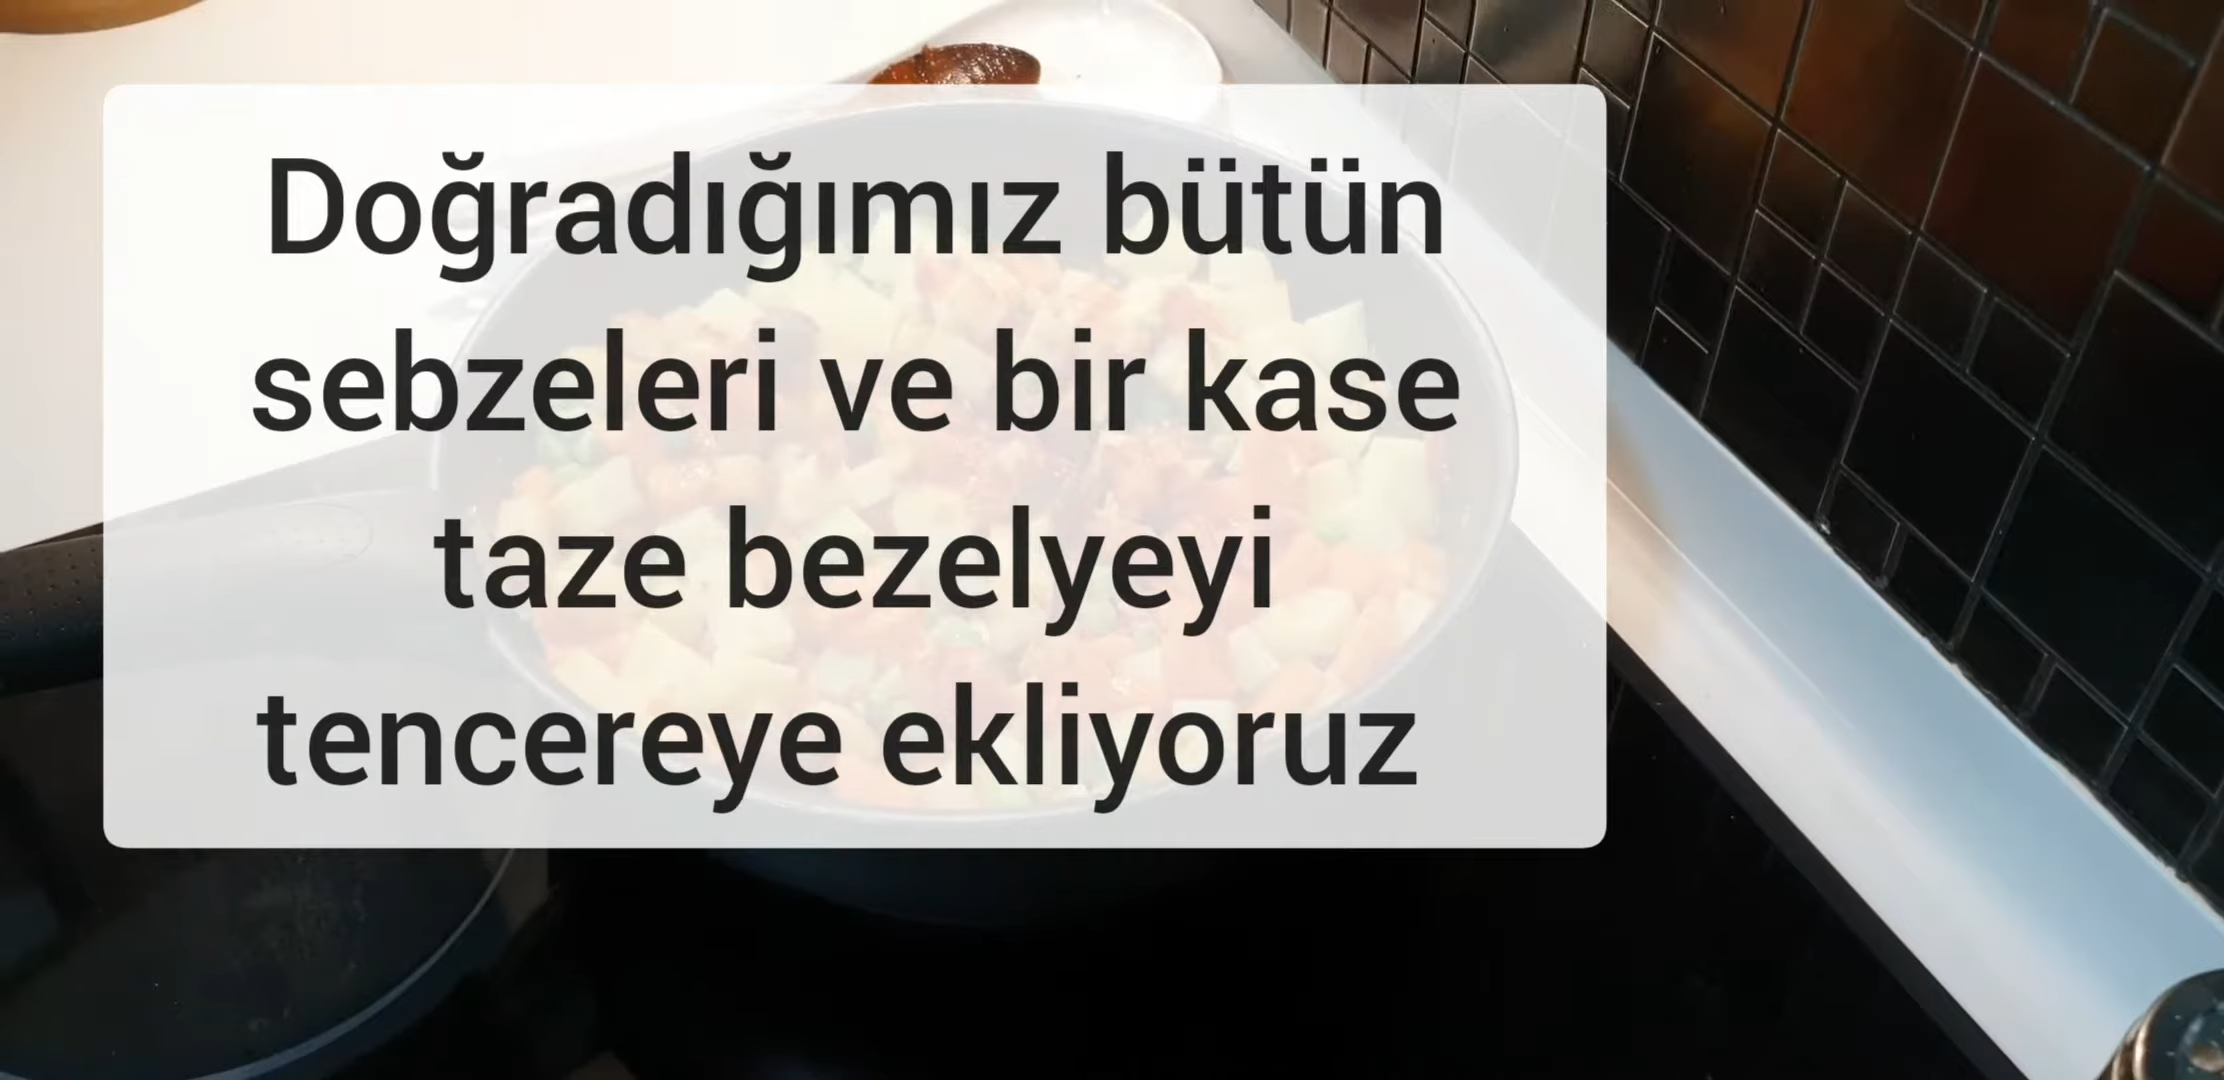 Doğradığımız bütün
sebzeleri ve bir kase
taze bezelyeyi
tencereye ekliyoruz